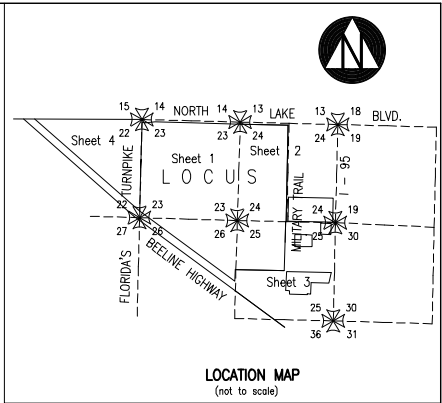 N
15 14
NORTH 14 13 LAKE 13 18 BLVD.
22 23
23 24
24 19
Sheet 4
Sheet 1
Sheet 2
LOCUS
TURNPIKE
MILITARY TRAIL
I - 95
22 23
27 26
23 24
26 25
24 19
25 30
FLORIDA'S
BEELINE HIGHWAY
Sheet 3
25 30
36 31
LOCATION MAP
(not to scale)